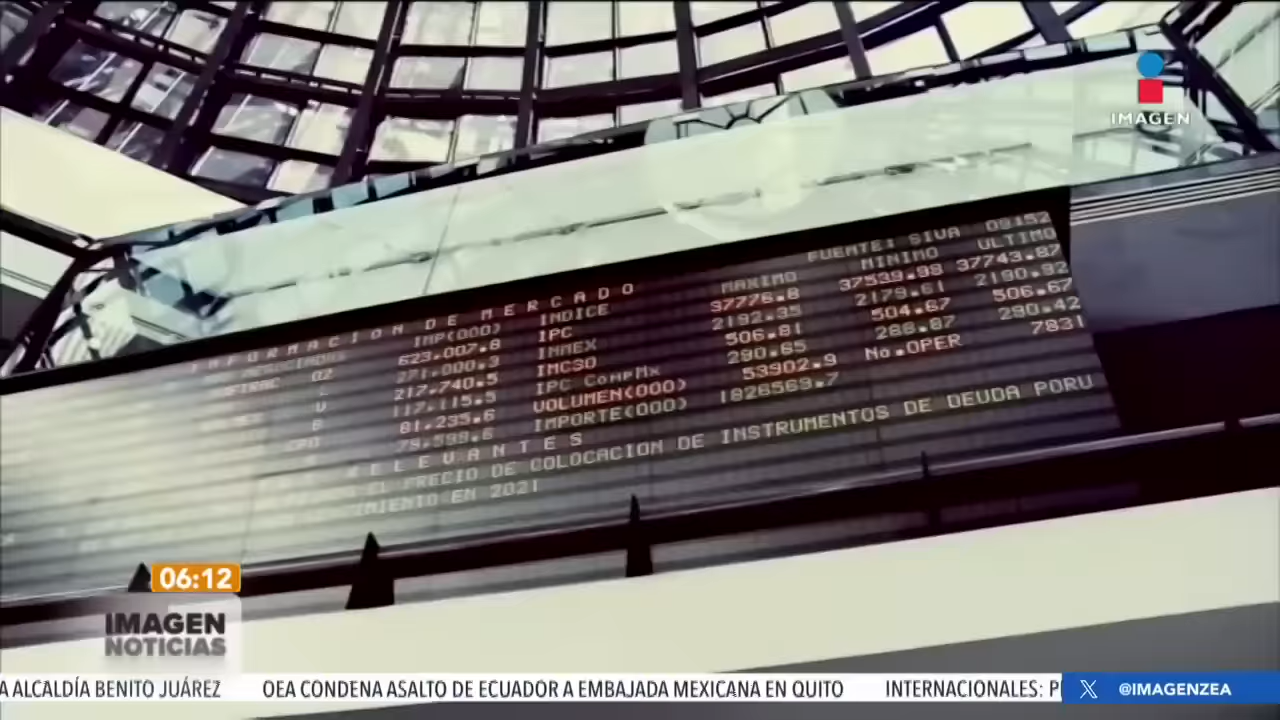 IMAGEN
FUENTE: SIVA 09:52
INFORMACION DE MERCADO
IMP(000) INDICE MAXIMO MINIMO ULTIMO
623,007.8 IPC 37776.8 37539.99 37743.87
271,000.3 INMEX 2192.35 2179.61 2190.92
217,740.5 IMC30 506.81 504.67 506.67
117,115.5 IPC CompMx 290.65 288.87 290.42
81,235.6 VOLUMEN(000) 53902.9 No.OPER 7831
79,599.6 IMPORTE(000) 1826569.7
RELEVANTES
EL PRECIO DE COLOCACION DE INSTRUMENTOS DE DEUDA PORU
EN 2021
06:12
IMAGEN
NOTICIAS
A ALCALDÍA BENITO JUÁREZ OEA CONDENA ASALTO DE ECUADOR A EMBAJADA MEXICANA EN QUITO INTERNACIONALES: @IMAGENZEA